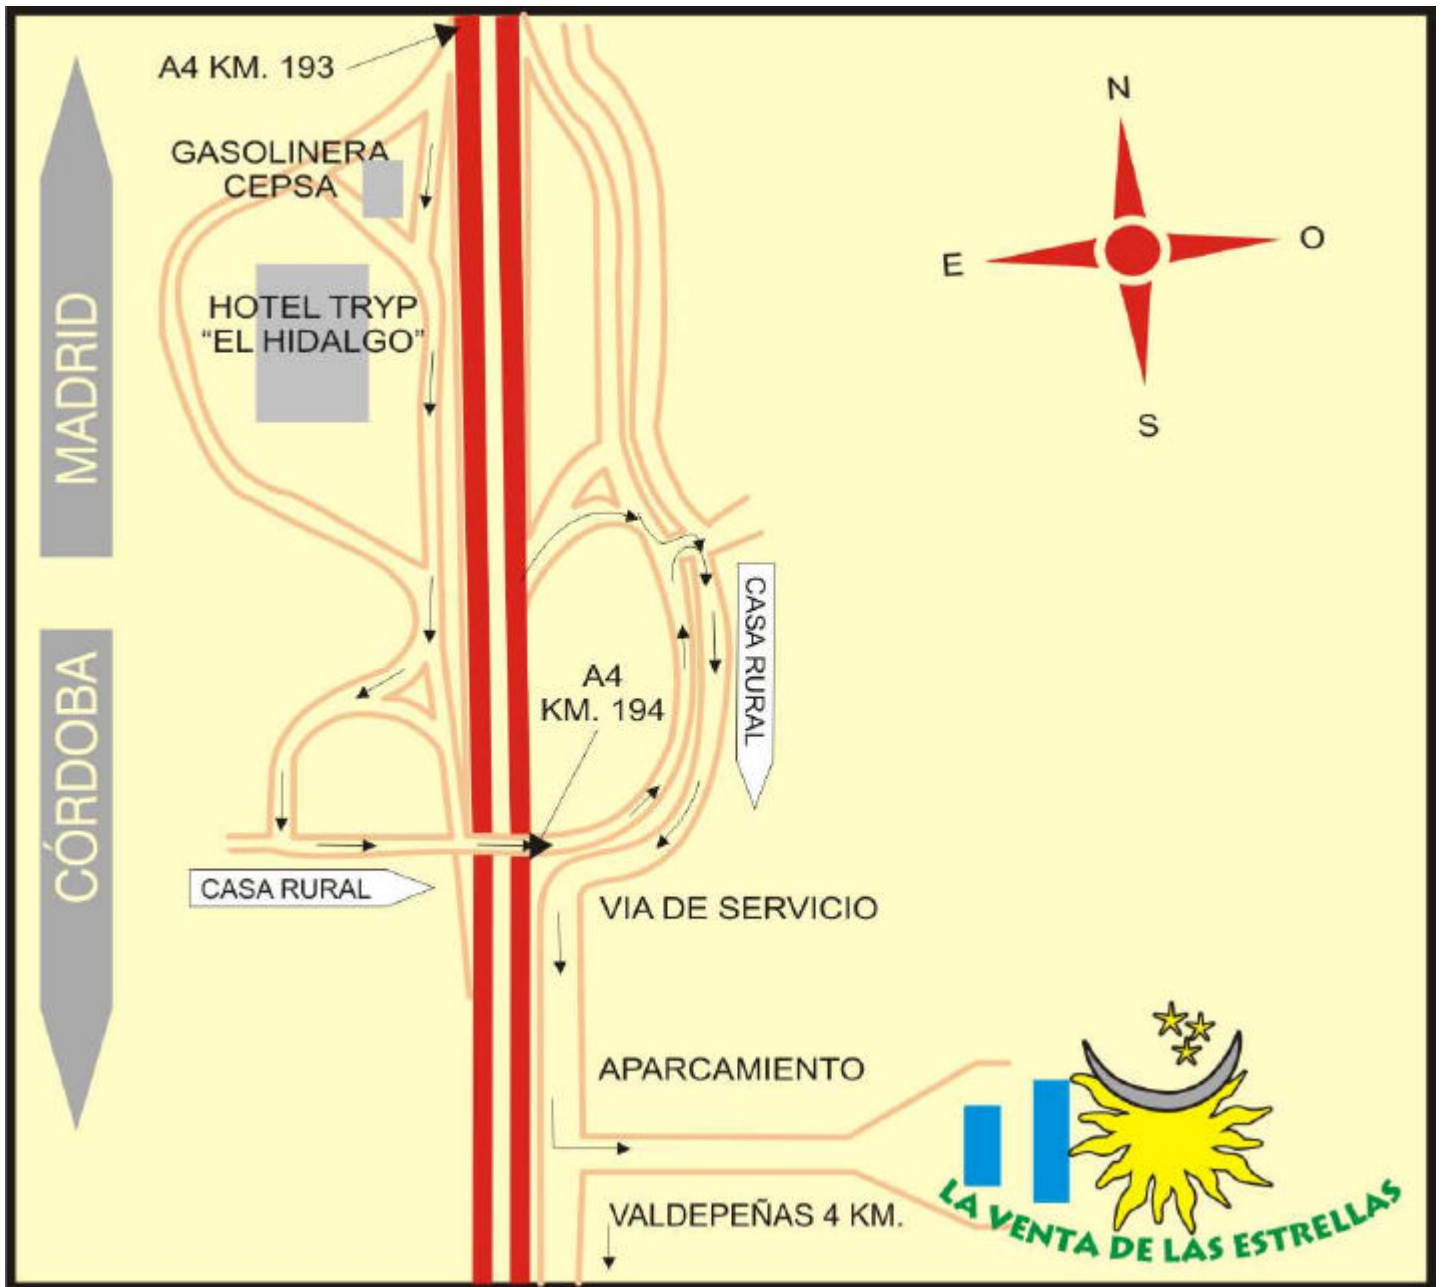 A4 KM. 193
N
GASOLINERA
CEPSA
E
O
HOTEL TRYP
“EL HIDALGO”
MADRID
S
CASA RURAL
A4
KM. 194
CÓRDOBA
CASA RURAL
VIA DE SERVICIO
APARCAMIENTO
VALDEPEÑAS 4 KM.
LA VENTA DE LAS ESTRELLAS